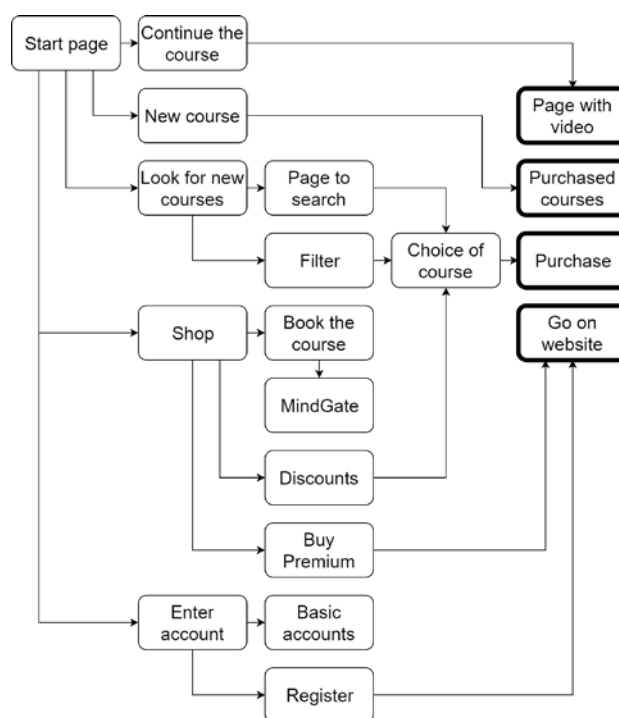 Start page
Continue the
course
New course
Page with
video
Look for new
courses
Page to
search
Purchased
courses
Filter
Choice of
course
Purchase
Shop
Book the
course
Go on
website
MindGate
Discounts
Buy
Premium
Enter
account
Basic
accounts
Register